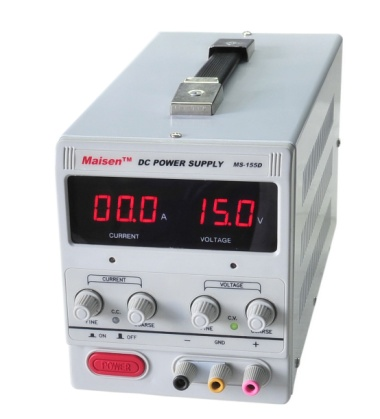 Maisen™ DC POWER SUPPLY MS-155D
00.0 A 15.0 V
CURRENT VOLTAGE
CURRENT VOLTAGE
FINE C.C. COARSE FINE C.V. COARSE
ON OFF
POWER
− GND +